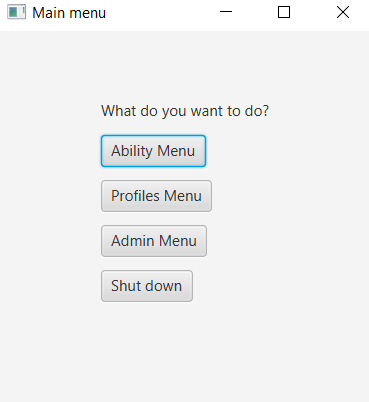 Main menu
What do you want to do?
Ability Menu
Profiles Menu
Admin Menu
Shut down